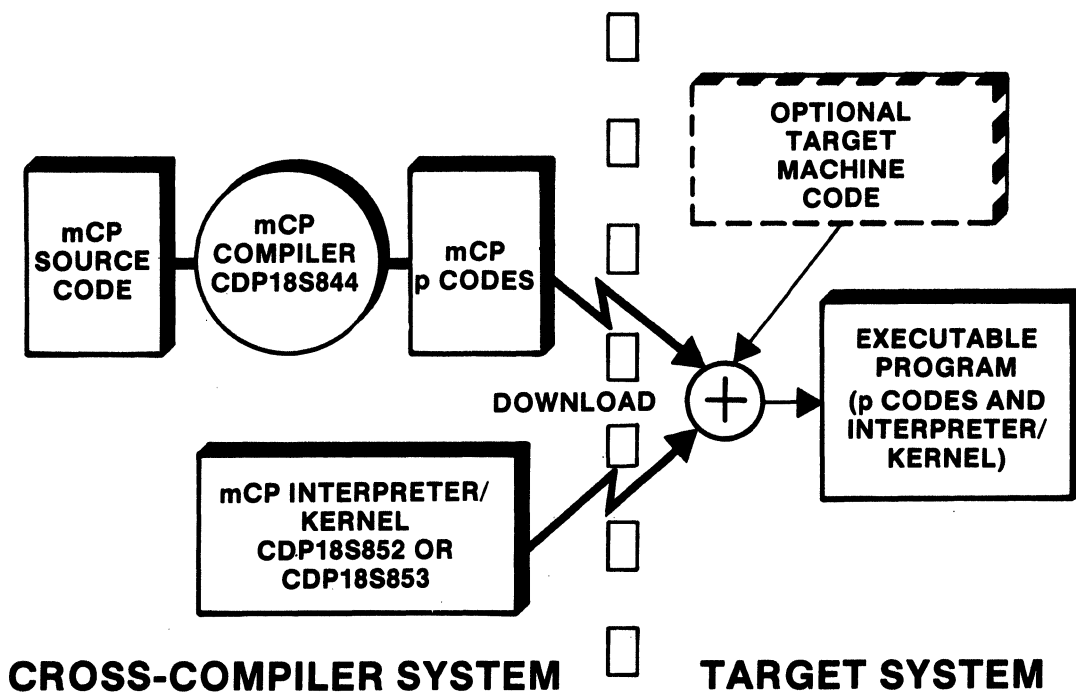 mCP
SOURCE
CODE
mCP
COMPILER
CDP18S844
mCP
p CODES
OPTIONAL
TARGET
MACHINE
CODE
DOWNLOAD
+
EXECUTABLE
PROGRAM
(p CODES AND
INTERPRETER/
KERNEL)
mCP INTERPRETER/
KERNEL
CDP18S852 OR
CDP18S853
CROSS-COMPILER SYSTEM
TARGET SYSTEM